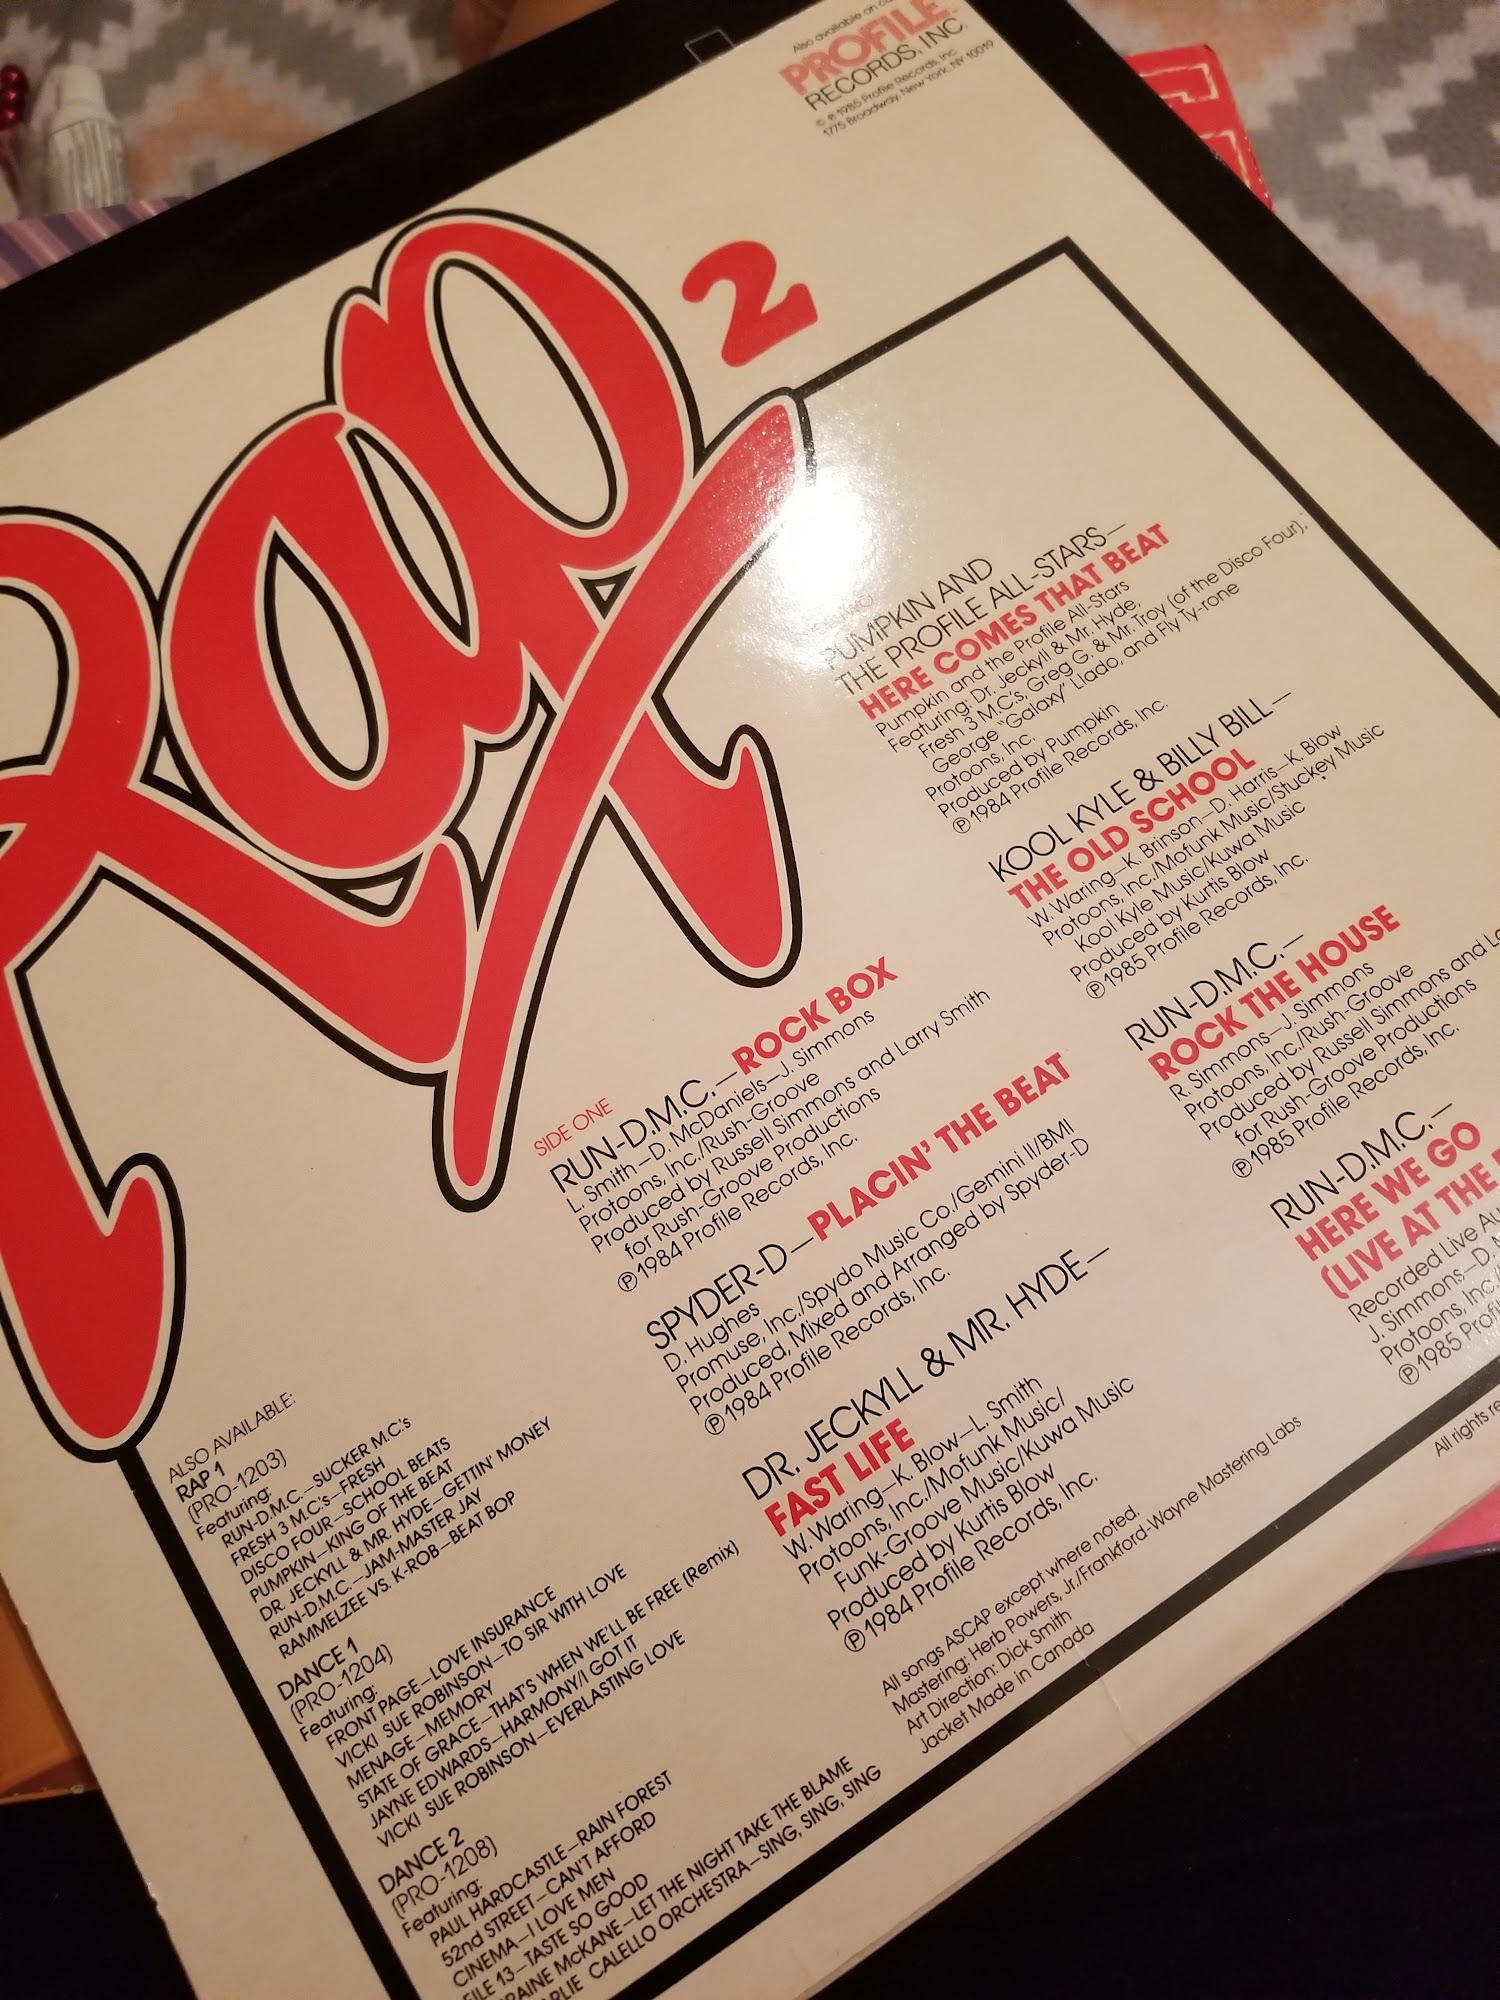 Also available on
PROFILE
RECORDS, INC.
© ℗ 1985 Profile Records, Inc.
1775 Broadway, New York, NY 10019
Rap 2
SIDE ONE
RUN-D.M.C.—ROCK BOX
L. Smith—D. McDaniels—J. Simmons
Protoons, Inc./Rush-Groove
Produced by Russell Simmons and Larry Smith
for Rush-Groove Productions
℗ 1984 Profile Records, Inc.
SPYDER-D—PLACIN' THE BEAT
D. Hughes
Promuse, Inc./Spydo Music Co./Gemini II/BMI
Produced, Mixed and Arranged by Spyder-D
℗ 1984 Profile Records, Inc.
DR. JECKYLL & MR. HYDE—
FAST LIFE
W. Waring—K. Blow—L. Smith
Protoons, Inc./Mofunk Music/
Funk-Groove Music/Kuwa Music
Produced by Kurtis Blow
℗ 1984 Profile Records, Inc.
SIDE TWO
PUMPKIN AND
THE PROFILE ALL-STARS—
HERE COMES THAT BEAT
Pumpkin and the Profile All-Stars
Featuring: Dr. Jeckyll & Mr. Hyde,
Fresh 3 M.C.'s, Greg G. & Mr. Troy (of the Disco Four),
George "Galaxy" Llado, and Fly Ty-rone
Protoons, Inc.
Produced by Pumpkin
℗ 1984 Profile Records, Inc.
KOOL KYLE & BILLY BILL—
THE OLD SCHOOL
W. Waring—K. Brinson—D. Harris—K. Blow
Protoons, Inc./Mofunk Music/Stuckey Music
Kool Kyle Music/Kuwa Music
Produced by Kurtis Blow
℗ 1985 Profile Records, Inc.
RUN-D.M.C.—
ROCK THE HOUSE
R. Simmons—J. Simmons
Protoons, Inc./Rush-Groove
Produced by Russell Simmons and
for Rush-Groove Productions
℗ 1985 Profile Records, Inc.
RUN-D.M.C.—
HERE WE GO
(LIVE AT THE
Recorded Live
J. Simmons—D.
Protoons, Inc.
℗ 1985
All rights
ALSO AVAILABLE:
RAP 1
(PRO-1203)
Featuring:
RUN-D.M.C.—SUCKER M.C.'s
FRESH 3 M.C.'s—FRESH
DISCO FOUR—SCHOOL BEATS
PUMPKIN—KING OF THE BEAT
DR. JECKYLL & MR. HYDE—GETTIN' MONEY
RUN-D.M.C.—JAM-MASTER JAY
RAMMELZEE VS. K-ROB—BEAT BOP
DANCE 1
(PRO-1204)
Featuring:
FRONT PAGE—LOVE INSURANCE
VICKI SUE ROBINSON—TO SIR WITH LOVE
MENAGE—MEMORY
STATE OF GRACE—THAT'S WHEN WE'LL BE FREE (Remix)
JAYNE EDWARDS—HARMONY/I GOT IT
VICKI SUE ROBINSON—EVERLASTING LOVE
DANCE 2
(PRO-1208)
Featuring:
PAUL HARDCASTLE—RAIN FOREST
52nd STREET—CAN'T AFFORD
CINEMA—I LOVE MEN
FILE 13—TASTE SO GOOD
McKANE—LET THE NIGHT TAKE THE BLAME
CALELLO ORCHESTRA—SING, SING, SING
All songs ASCAP except where noted.
Mastering: Herb Powers, Jr./Frankford-Wayne Mastering Labs
Art Direction: Dick Smith
Jacket Made in Canada